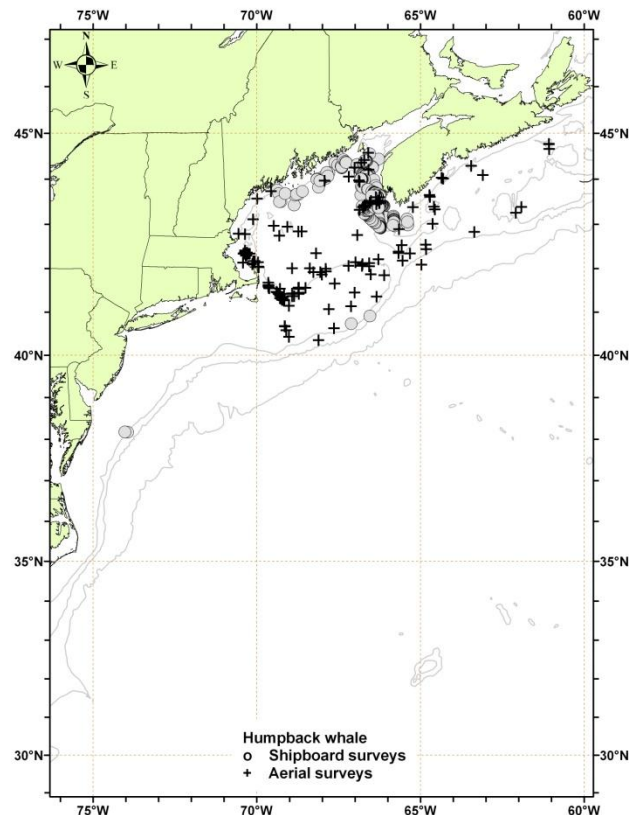 75°W 70°W 65°W 60°W
N
W E
S
45°N 45°N
40°N 40°N
35°N 35°N
30°N 30°N
Humpback whale
Shipboard surveys
Aerial surveys
75°W 70°W 65°W 60°W